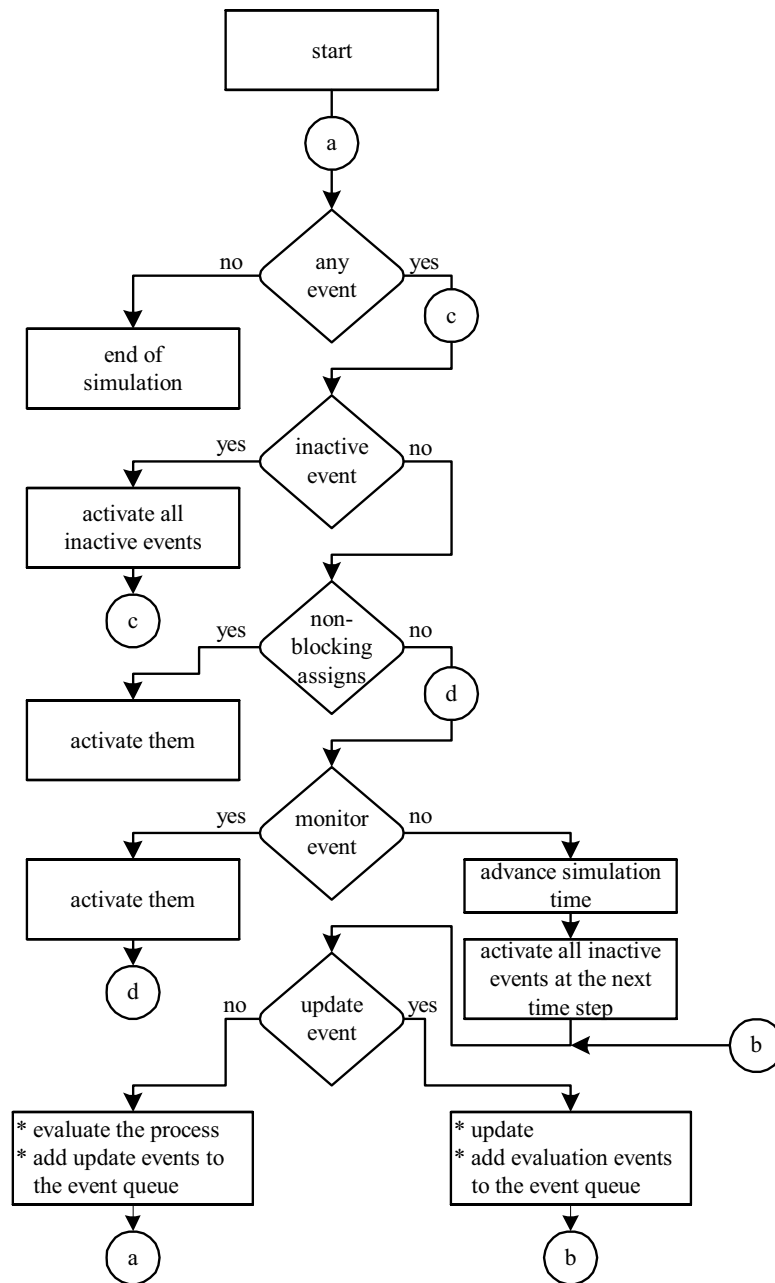 start
a
any
event
no
yes
c
end of
simulation
inactive
event
yes
no
activate all
inactive events
c
non-
blocking
assigns
yes
no
d
activate them
monitor
event
yes
no
activate them
advance simulation
time
d
activate all inactive
events at the next
time step
update
event
no
yes
b
* evaluate the process
* add update events to
the event queue
* update
* add evaluation events
to the event queue
a
b